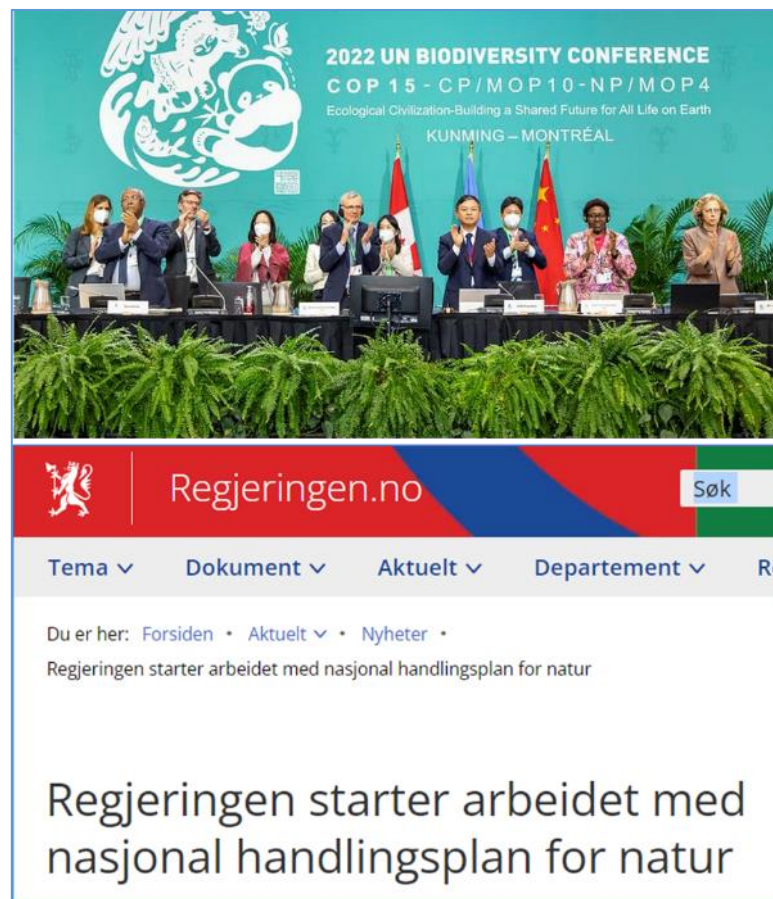 2022 UN BIODIVERSITY CONFERENCE
COP 15 - CP/MOP10-NP/MOP4
Ecological Civilization-Building a Shared Future for All Life on Earth
KUNMING – MONTRÉAL
Regjeringen.no
Søk
Tema
Dokument
Aktuelt
Departement
R
Du er her: Forsiden • Aktuelt • Nyheter •
Regjeringen starter arbeidet med nasjonal handlingsplan for natur
Regjeringen starter arbeidet med
nasjonal handlingsplan for natur